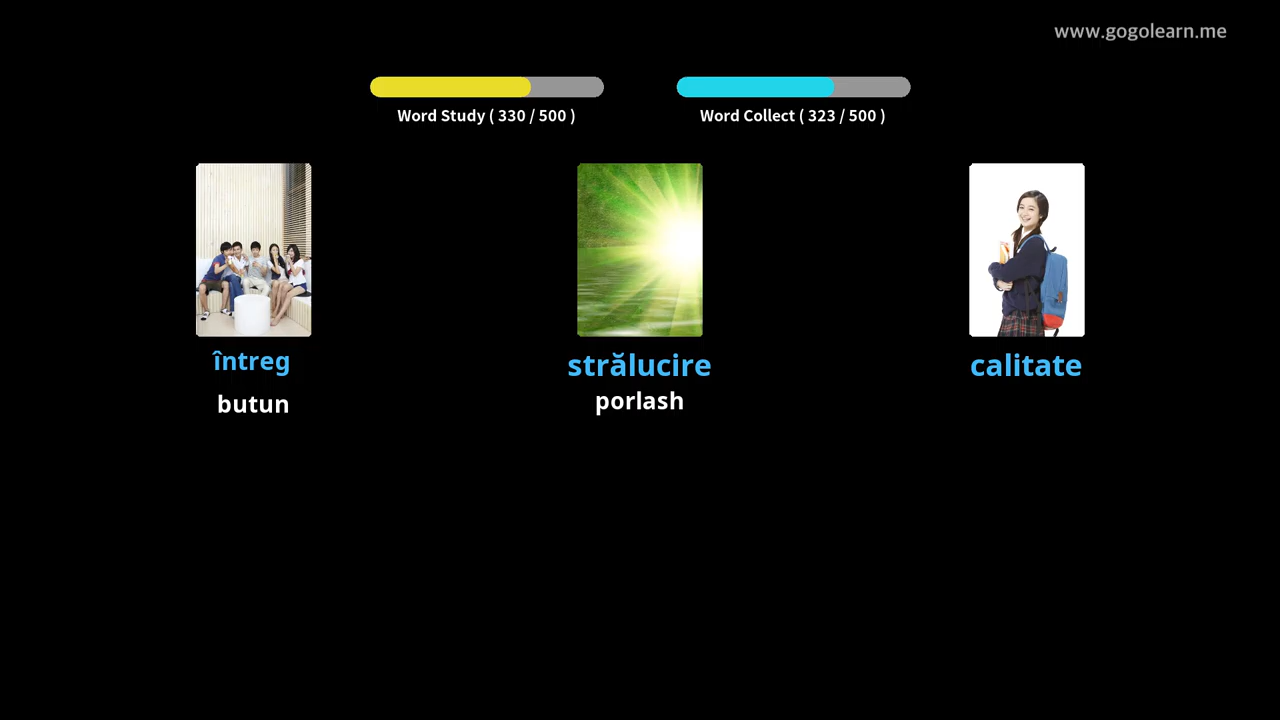 www.gogolearn.me
Word Study ( 330 / 500 )
Word Collect ( 323 / 500 )
întreg
strălucire
calitate
butun
porlash